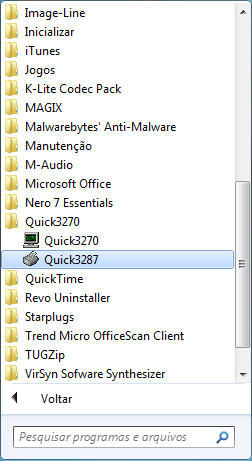 Image-Line
Inicializar
iTunes
Jogos
K-Lite Codec Pack
MAGIX
Malwarebytes' Anti-Malware
Manutenção
M-Audio
Microsoft Office
Nero 7 Essentials
Quick3270
Quick3270
Quick3287
QuickTime
Revo Uninstaller
Starplugs
Trend Micro OfficeScan Client
TUGZip
VirSyn Sofware Synthesizer
Voltar
Pesquisar programas e arquivos